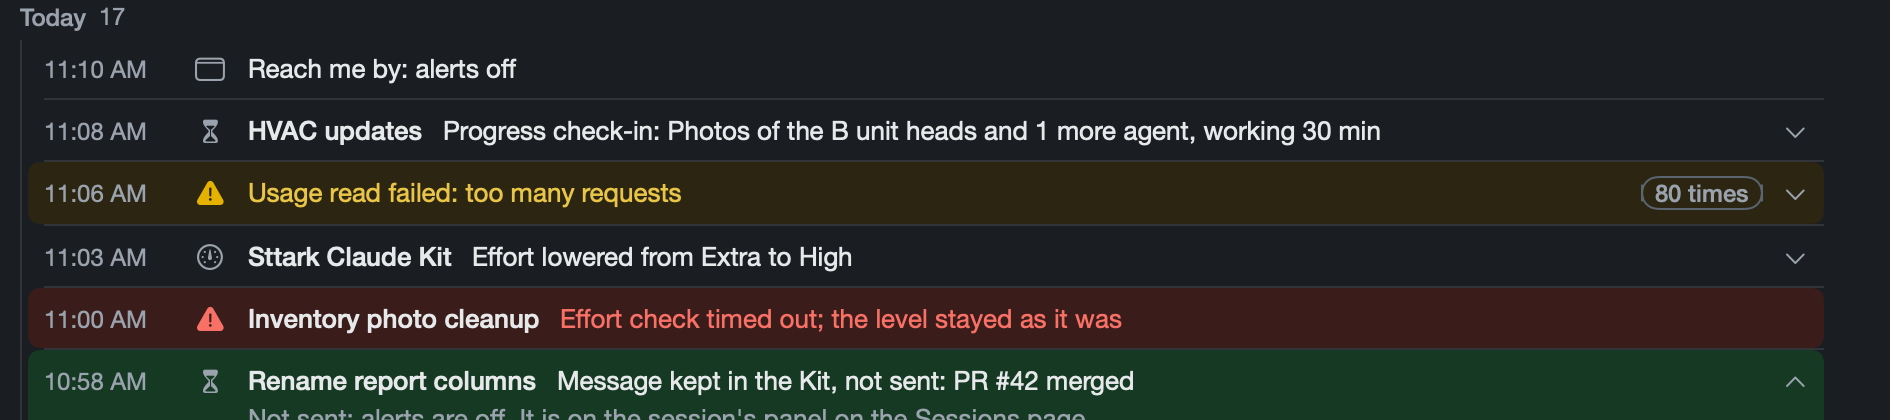 Today 17
11:10 AM Reach me by: alerts off
11:08 AM HVAC updates Progress check-in: Photos of the B unit heads and 1 more agent, working 30 min
11:06 AM Usage read failed: too many requests 80 times
11:03 AM Sttark Claude Kit Effort lowered from Extra to High
11:00 AM Inventory photo cleanup Effort check timed out; the level stayed as it was
10:58 AM Rename report columns Message kept in the Kit, not sent: PR #42 merged
Not sent: alerts are off. It is on the session's panel on the Sessions page.